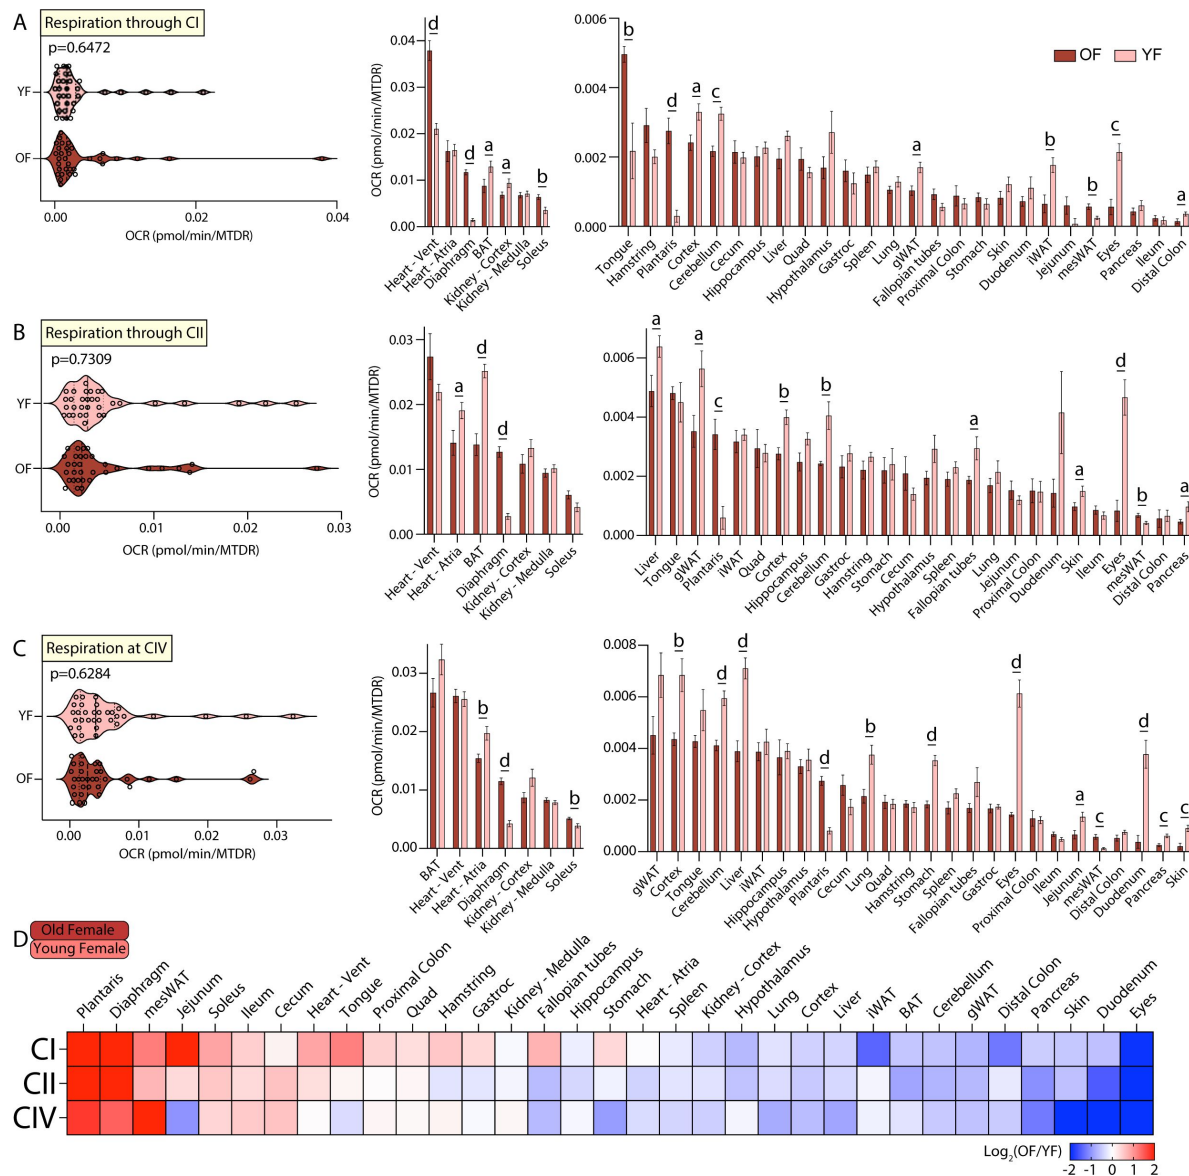 A
Respiration through CI
p=0.6472
YF
OF
0.00 0.02 0.04
OCR (pmol/min/MTDR)
OCR (pmol/min/MTDR)
0.04
0.03
0.02
0.01
0.00
d d a a b
Heart - Vent
Heart - Atria
Diaphragm
BAT
Kidney - Cortex
Kidney - Medulla
Soleus
0.006
0.004
0.002
0.000
b d a c a b b c a
OF YF
Tongue
Hamstring
Plantaris
Cortex
Cerebellum
Cecum
Hippocampus
Liver
Quad
Hypothalamus
Gastroc
Spleen
Lung
gWAT
Fallopian tubes
Proximal Colon
Stomach
Skin
Duodenum
iWAT
Jejunum
mesWAT
Eyes
Pancreas
Ileum
Distal Colon
B
Respiration through CII
p=0.7309
YF
OF
0.00 0.01 0.02 0.03
OCR (pmol/min/MTDR)
OCR (pmol/min/MTDR)
0.03
0.02
0.01
0.00
a d d
Heart - Vent
Heart - Atria
BAT
Diaphragm
Kidney - Cortex
Kidney - Medulla
Soleus
0.006
0.004
0.002
0.000
a a c b b a a d b a
Liver
Tongue
gWAT
Plantaris
iWAT
Quad
Cortex
Hippocampus
Cerebellum
Gastroc
Hamstring
Stomach
Cecum
Hypothalamus
Spleen
Fallopian tubes
Lung
Jejunum
Proximal Colon
Duodenum
Skin
Ileum
Eyes
mesWAT
Distal Colon
Pancreas
C
Respiration at CIV
p=0.6284
YF
OF
0.00 0.01 0.02 0.03
OCR (pmol/min/MTDR)
OCR (pmol/min/MTDR)
0.03
0.02
0.01
0.00
b d b
BAT
Heart - Vent
Heart - Atria
Diaphragm
Kidney - Cortex
Kidney - Medulla
Soleus
0.008
0.006
0.004
0.002
0.000
b d d d b d d a c d c c
gWAT
Cortex
Tongue
Cerebellum
Liver
iWAT
Hippocampus
Hypothalamus
Plantaris
Cecum
Lung
Quad
Hamstring
Stomach
Spleen
Fallopian tubes
Gastroc
Eyes
Proximal Colon
Ileum
Jejunum
mesWAT
Distal Colon
Duodenum
Pancreas
Skin
D
Old Female
Young Female
Plantaris
Diaphragm
mesWAT
Jejunum
Soleus
Ileum
Cecum
Heart - Vent
Tongue
Proximal Colon
Quad
Hamstring
Gastroc
Kidney - Medulla
Fallopian tubes
Hippocampus
Stomach
Heart - Atria
Spleen
Kidney - Cortex
Hypothalamus
Lung
Cortex
Liver
iWAT
BAT
Cerebellum
gWAT
Distal Colon
Pancreas
Skin
Duodenum
Eyes
CI
CII
CIV
Log₂(OF/YF)
-2 -1 0 1 2